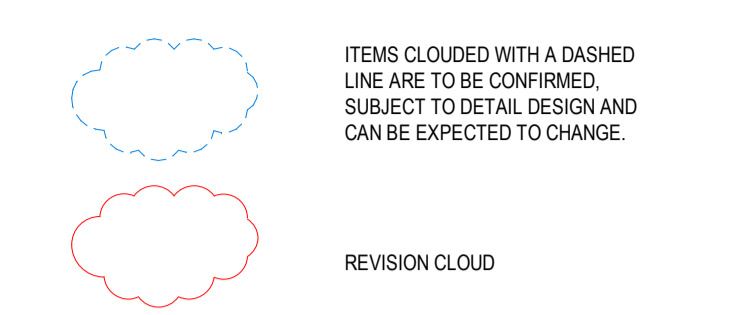 ITEMS CLOUDED WITH A DASHED
LINE ARE TO BE CONFIRMED,
SUBJECT TO DETAIL DESIGN AND
CAN BE EXPECTED TO CHANGE.
REVISION CLOUD